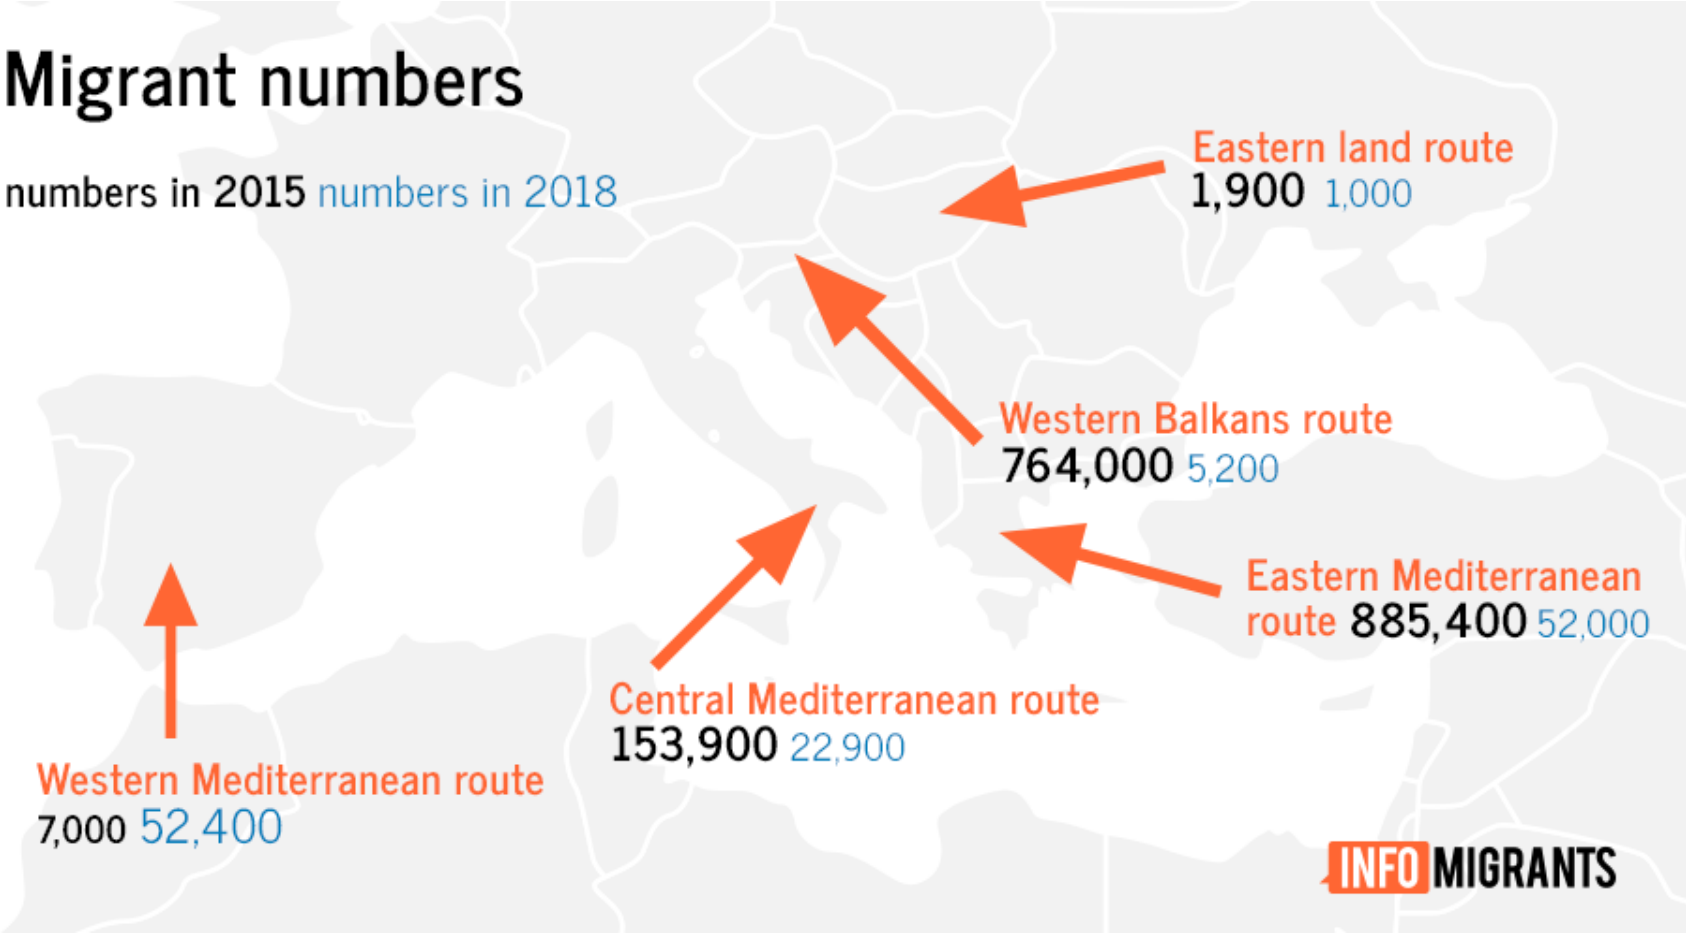 Migrant numbers
numbers in 2015 numbers in 2018
Eastern land route
1,900 1,000
Western Balkans route
764,000 5,200
Eastern Mediterranean
route 885,400 52,000
Central Mediterranean route
153,900 22,900
Western Mediterranean route
7,000 52,400
INFO MIGRANTS